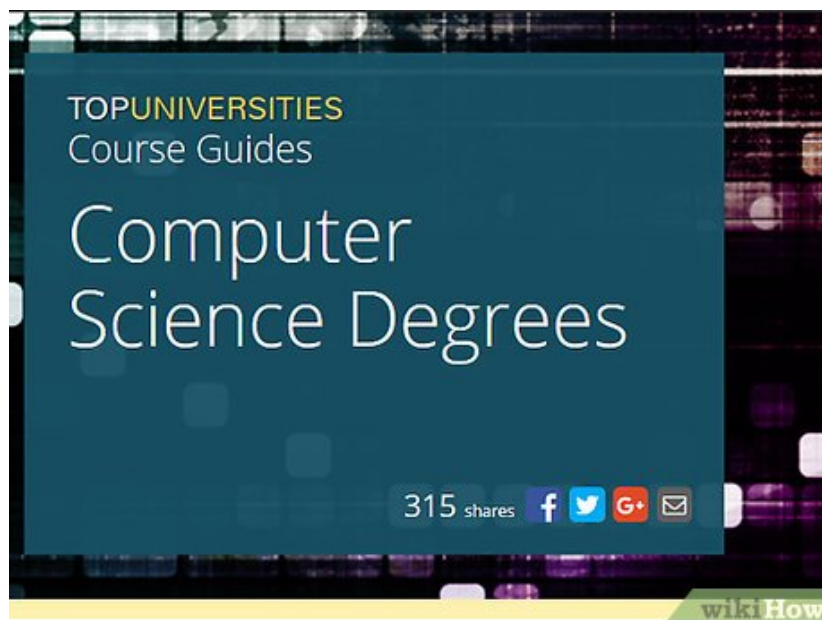 TOPUNIVERSITIES
Course Guides
Computer
Science Degrees
315 shares f G+
wikiHow